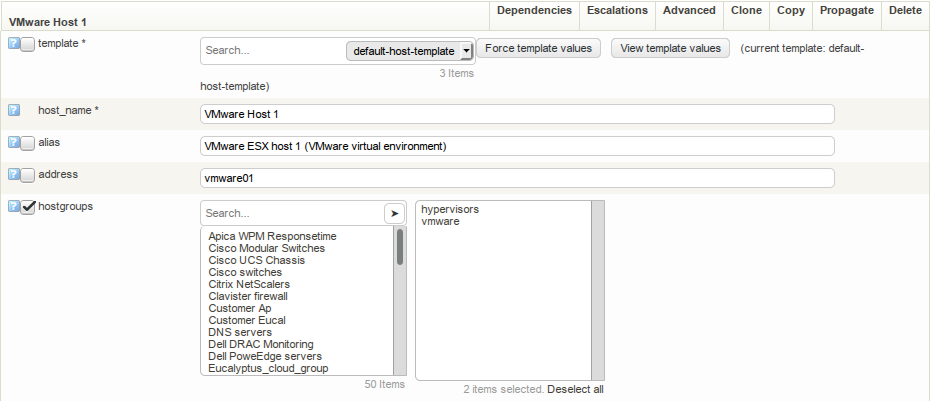 VMware Host 1 Dependencies Escalations Advanced Clone Copy Propagate Delete
? template * Search... default-host-template Force template values View template values (current template: default-
3 Items
host-template)
? host_name * VMware Host 1
? alias VMware ESX host 1 (VMware virtual environment)
? address vmware01
? hostgroups Search...
hypervisors
vmware
Apica WPM Responsetime
Cisco Modular Switches
Cisco UCS Chassis
Cisco switches
Citrix NetScalers
Clavister firewall
Customer Ap
Customer Eucal
DNS servers
Dell DRAC Monitoring
Dell PoweEdge servers
Eucalyptus_cloud_group
50 Items
2 items selected. Deselect all